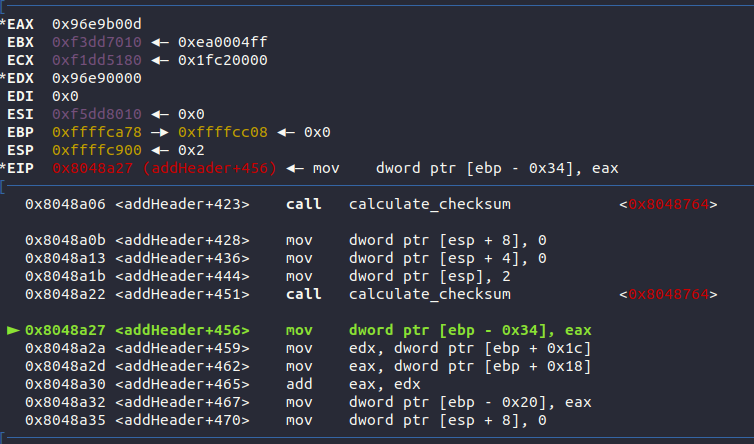 *EAX 0x96e9b00d
EBX 0xf3dd7010 ◂— 0xea0004ff
ECX 0xf1dd5180 ◂— 0x1fc20000
*EDX 0x96e90000
EDI 0x0
ESI 0xf5dd8010 ◂— 0x0
EBP 0xffffca78 —▸ 0xffffcc08 ◂— 0x0
ESP 0xffffc900 ◂— 0x2
*EIP 0x8048a27 (addHeader+456) ◂— mov dword ptr [ebp - 0x34], eax
0x8048a06 <addHeader+423> call calculate_checksum <0x8048764>
0x8048a0b <addHeader+428> mov dword ptr [esp + 8], 0
0x8048a13 <addHeader+436> mov dword ptr [esp + 4], 0
0x8048a1b <addHeader+444> mov dword ptr [esp], 2
0x8048a22 <addHeader+451> call calculate_checksum <0x8048764>
► 0x8048a27 <addHeader+456> mov dword ptr [ebp - 0x34], eax
0x8048a2a <addHeader+459> mov edx, dword ptr [ebp + 0x1c]
0x8048a2d <addHeader+462> mov eax, dword ptr [ebp + 0x18]
0x8048a30 <addHeader+465> add eax, edx
0x8048a32 <addHeader+467> mov dword ptr [ebp - 0x20], eax
0x8048a35 <addHeader+470> mov dword ptr [esp + 8], 0